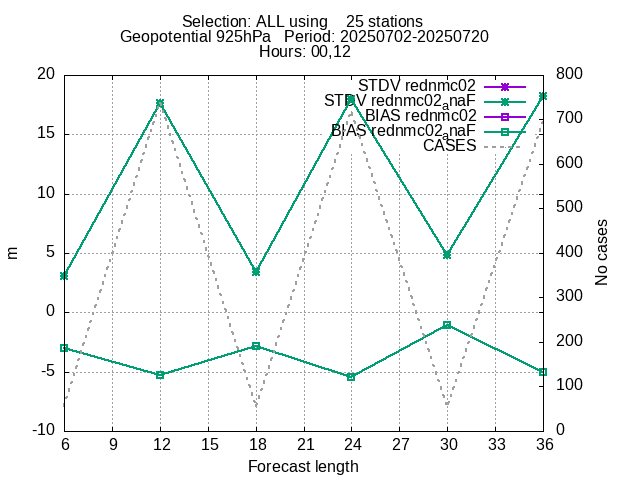 Selection: ALL using    25 stations
Geopotential 925hPa   Period: 20250702-20250720
Hours: 00,12
STDV rednmc02
STDV rednmc02anaF
BIAS rednmc02
BIAS rednmc02anaF
CASES
20
15
10
5
0
-5
-10
800
700
600
500
400
300
200
100
0
m
No cases
6 9 12 15 18 21 24 27 30 33 36
Forecast length